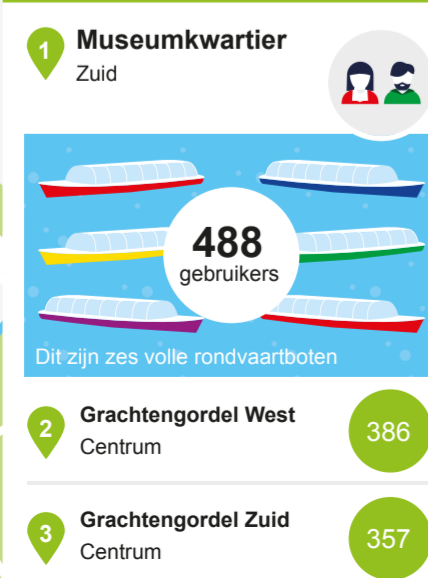 1
Museumkwartier
Zuid
488
gebruikers
Dit zijn zes volle rondvaartboten
2
Grachtengordel West
Centrum
386
3
Grachtengordel Zuid
Centrum
357